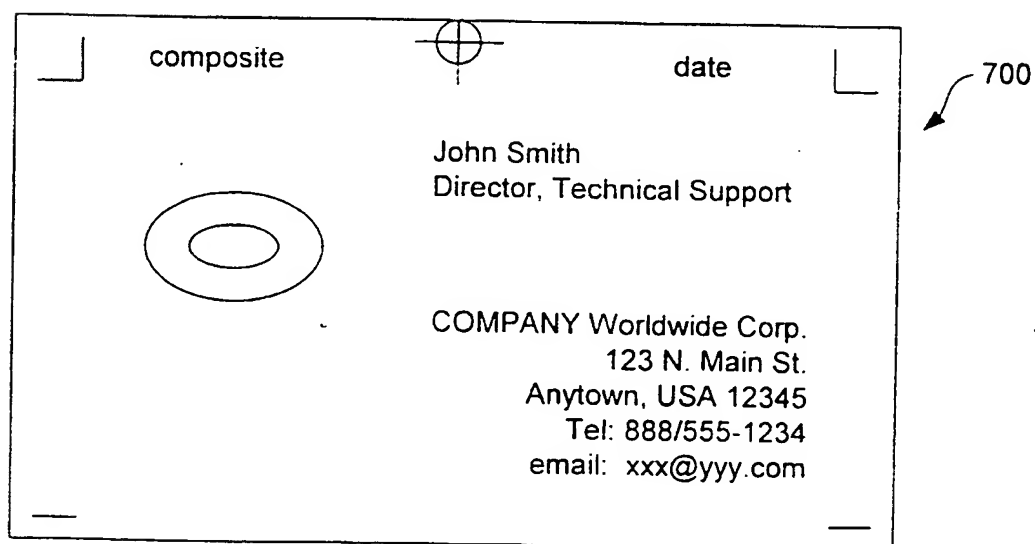 composite
date
700
John Smith
Director, Technical Support
COMPANY Worldwide Corp.
123 N. Main St.
Anytown, USA 12345
Tel: 888/555-1234
email: xxx@yyy.com